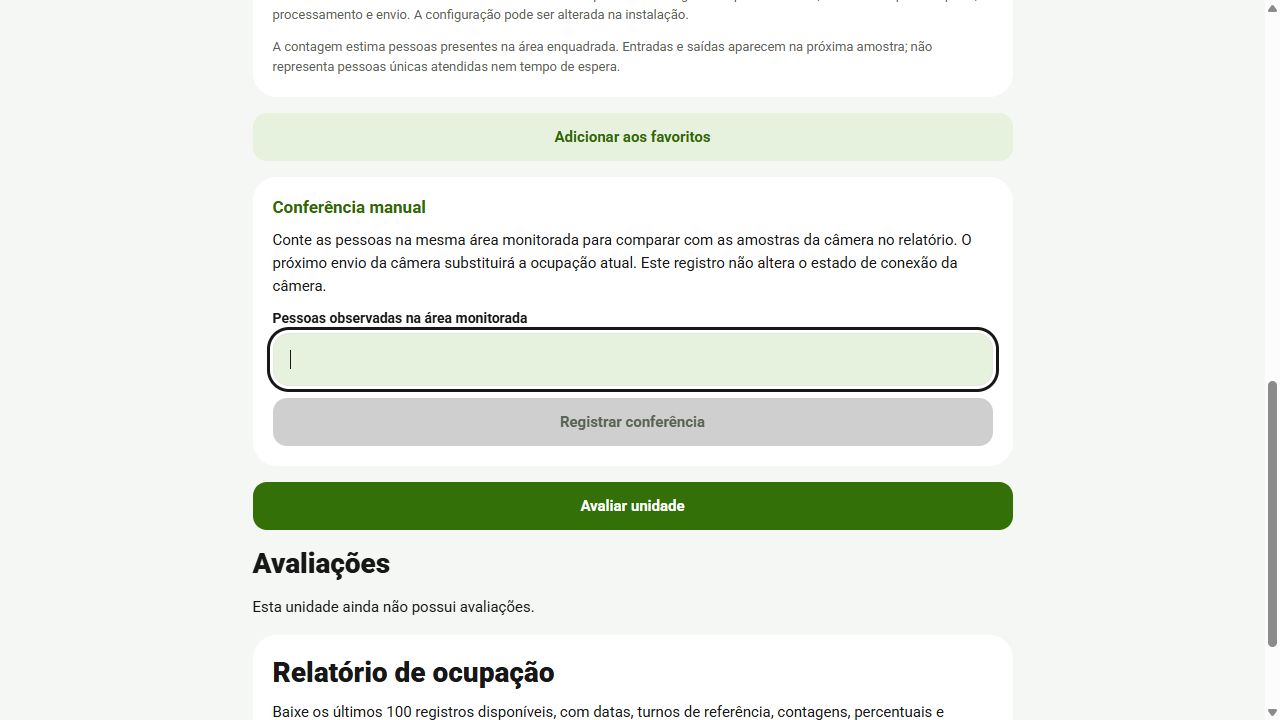 processamento e envio. A configuração pode ser alterada na instalação.
A contagem estima pessoas presentes na área enquadrada. Entradas e saídas aparecem na próxima amostra; não
representa pessoas únicas atendidas nem tempo de espera.
Adicionar aos favoritos
Conferência manual
Conte as pessoas na mesma área monitorada para comparar com as amostras da câmera no relatório. O
próximo envio da câmera substituirá a ocupação atual. Este registro não altera o estado de conexão da
câmera.
Pessoas observadas na área monitorada
Registrar conferência
Avaliar unidade
Avaliações
Esta unidade ainda não possui avaliações.
Relatório de ocupação
Baixe os últimos 100 registros disponíveis, com datas, turnos de referência, contagens, percentuais e